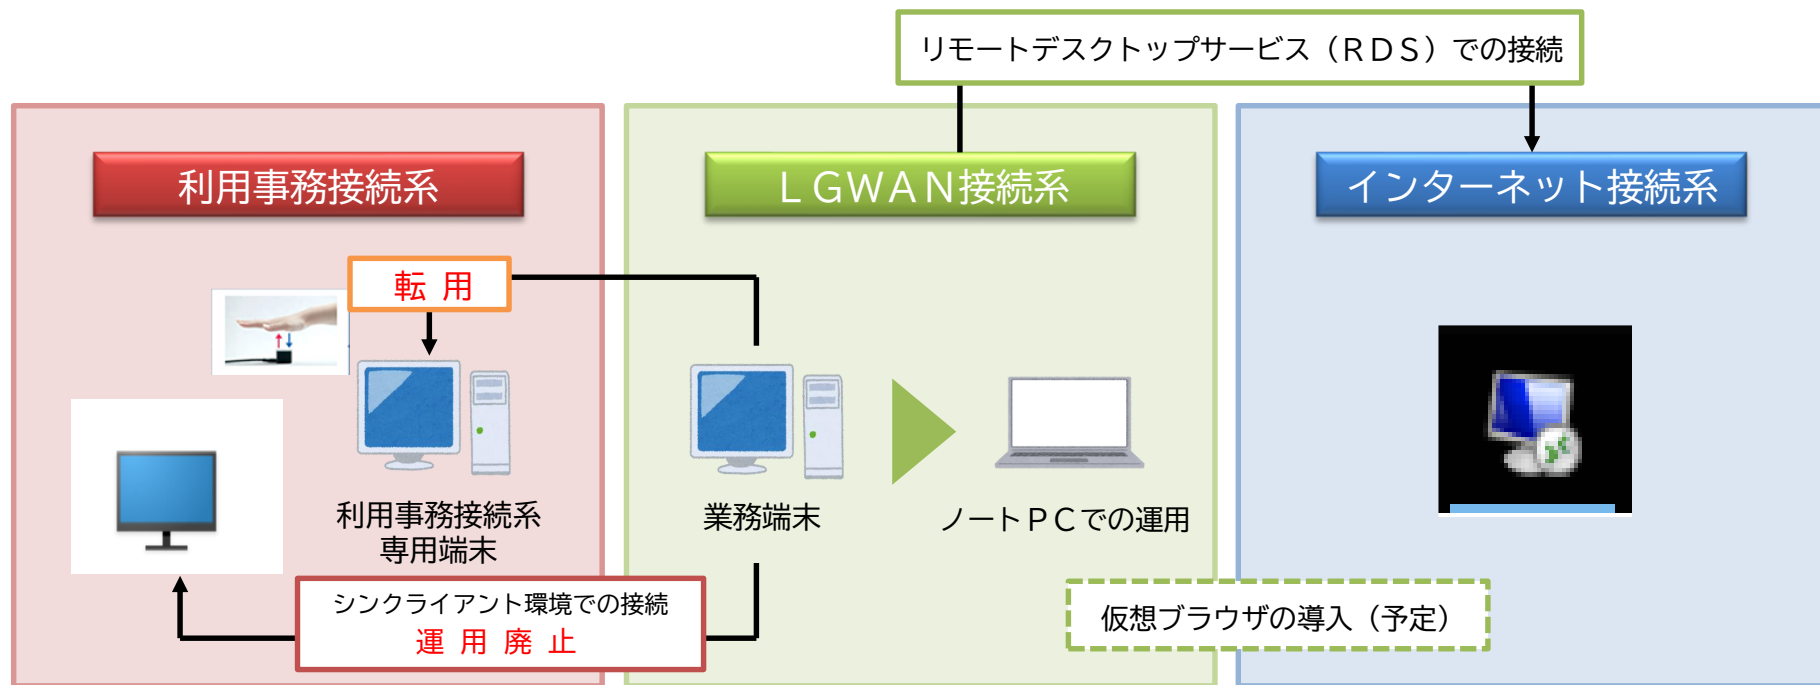 リモートデスクトップサービス（ＲＤＳ）での接続
利用事務接続系
ＬＧＷＡＮ接続系
インターネット接続系
転 用
利用事務接続系
専用端末
業務端末
ノートＰＣでの運用
シンクライアント環境での接続
運 用 廃 止
仮想ブラウザの導入（予定）